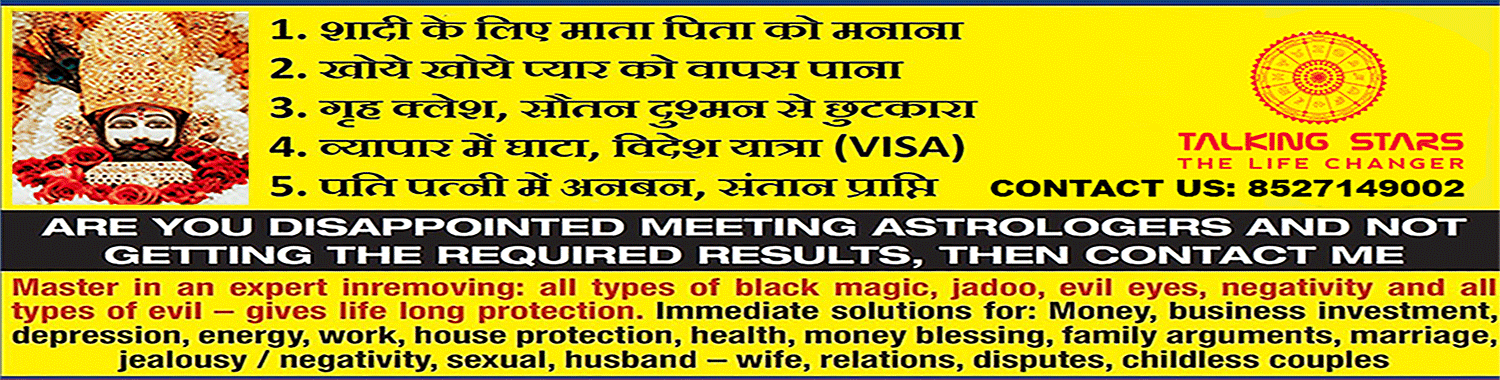 1. शादी के लिए माता पिता को मनाना
2. खोये खोये प्यार को वापस पाना
3. गृह क्लेश, सौतन दुश्मन से छुटकारा
4. व्यापार में घाटा, विदेश यात्रा (VISA)
5. पति पत्नी में अनबन, संतान प्राप्ति
TALKING STARS
THE LIFE CHANGER
CONTACT US: 8527149002
ARE YOU DISAPPOINTED MEETING ASTROLOGERS AND NOT
GETTING THE REQUIRED RESULTS, THEN CONTACT ME
Master in an expert inremoving: all types of black magic, jadoo, evil eyes, negativity and all
types of evil – gives life long protection. Immediate solutions for: Money, business investment,
depression, energy, work, house protection, health, money blessing, family arguments, marriage,
jealousy / negativity, sexual, husband – wife, relations, disputes, childless couples